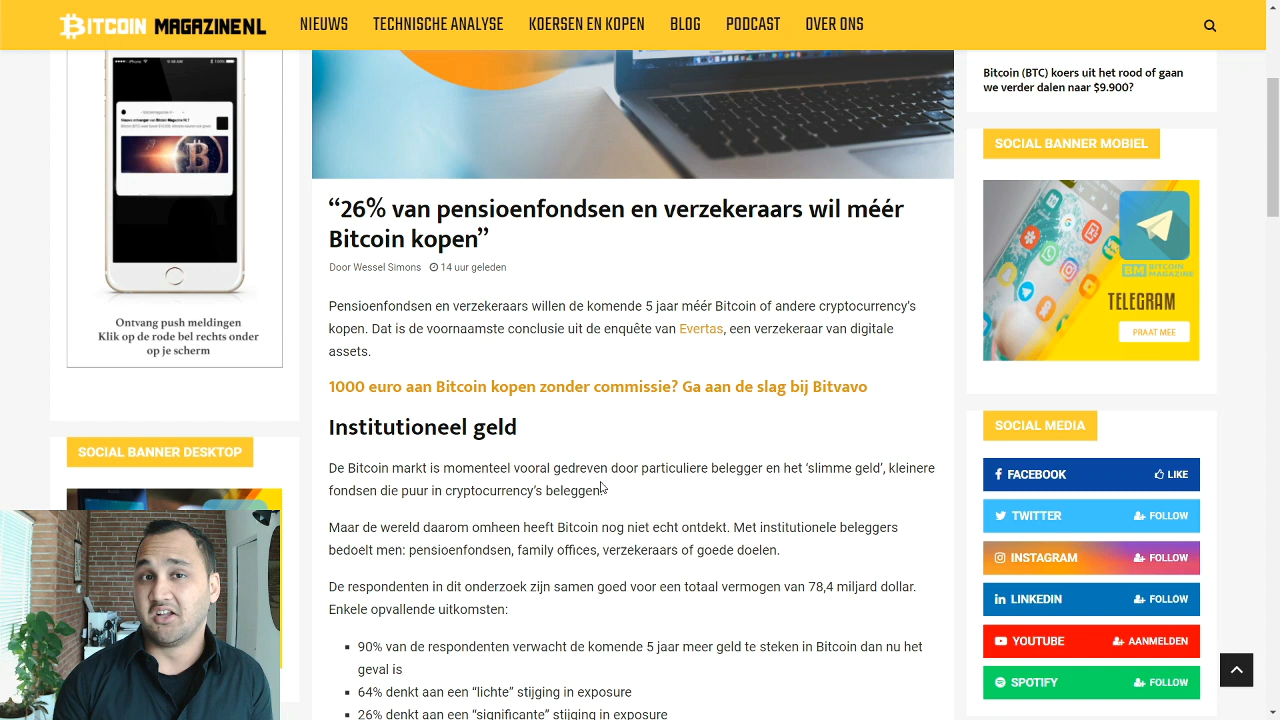 BITCOIN MAGAZINENL
NIEUWS
TECHNISCHE ANALYSE
KOERSEN EN KOPEN
BLOG
PODCAST
OVER ONS
Ontvang push meldingen
Klik op de rode bel rechts onder
op je scherm
SOCIAL BANNER DESKTOP
“26% van pensioenfondsen en verzekeraars wil méér
Bitcoin kopen”
Door Wessel Simons 14 uur geleden
Pensioenfondsen en verzekeraars willen de komende 5 jaar méér Bitcoin of andere cryptocurrency's
kopen. Dat is de voornaamste conclusie uit de enquête van Evertas, een verzekeraar van digitale
assets.
1000 euro aan Bitcoin kopen zonder commissie? Ga aan de slag bij Bitvavo
Institutioneel geld
De Bitcoin markt is momenteel vooral gedreven door particuliere belegger en het ‘slimme geld’, kleinere
fondsen die puur in cryptocurrency’s beleggen.
Maar de wereld daarom omheen heeft Bitcoin nog niet echt ontdekt. Met institutionele beleggers
bedoelt men: pensioenfondsen, family offices, verzekeraars of goede doelen.
De respondenten in dit onderzoek zijn samen goed voor een totaal vermogen van 78,4 miljard dollar.
Enkele opvallende uitkomsten:
90% van de respondenten verwacht de komende 5 jaar meer geld te steken in Bitcoin dan nu het
geval is
64% denkt aan een “lichte” stijging in exposure
26% denkt aan een “significante” stijging in exposure
Bitcoin (BTC) koers uit het rood of gaan
we verder dalen naar $9.900?
SOCIAL BANNER MOBIEL
BM BITCOIN
MAGAZINE
TELEGRAM
PRAAT MEE
SOCIAL MEDIA
FACEBOOK LIKE
TWITTER FOLLOW
INSTAGRAM FOLLOW
LINKEDIN FOLLOW
YOUTUBE AANMELDEN
SPOTIFY FOLLOW